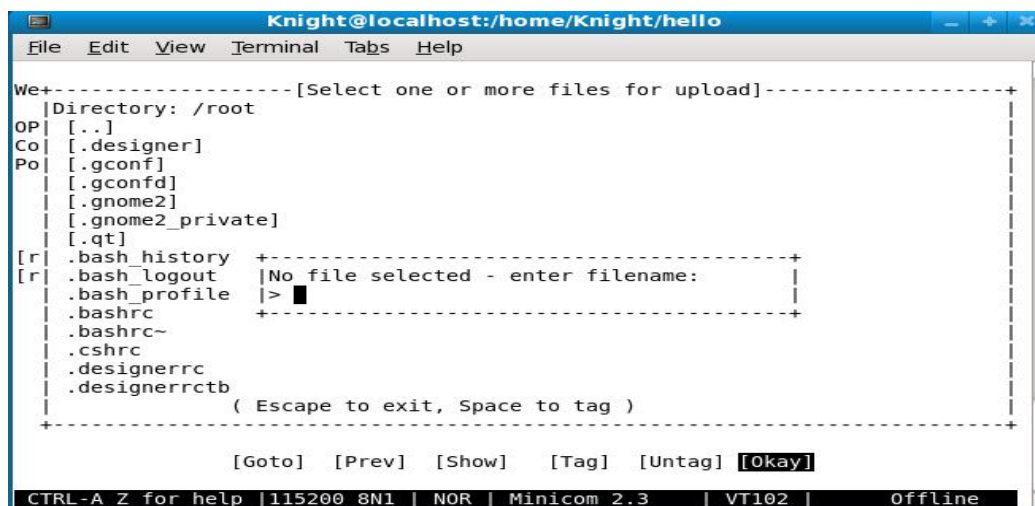 Knight@localhost:/home/Knight/hello
File Edit View Terminal Tabs Help
We+-------------------[Select one or more files for upload]-------------------+
|Directory: /root |
OP| [..] |
Co| [.designer] |
Po| [.gconf] |
| [.gconfd] |
| [.gnome2] |
| [.gnome2_private] |
| [.qt] |
[r| .bash_history +-----------------------------------------+ |
[r| .bash_logout |No file selected - enter filename: | |
| .bash_profile |> | |
| .bashrc +-----------------------------------------+ |
| .bashrc~ |
| .cshrc |
| .designerrc |
| .designerrctb |
| ( Escape to exit, Space to tag ) |
+----------------------------------------------------------------------------+
[Goto] [Prev] [Show] [Tag] [Untag] [Okay]
CTRL-A Z for help |115200 8N1 | NOR | Minicom 2.3 | VT102 | Offline